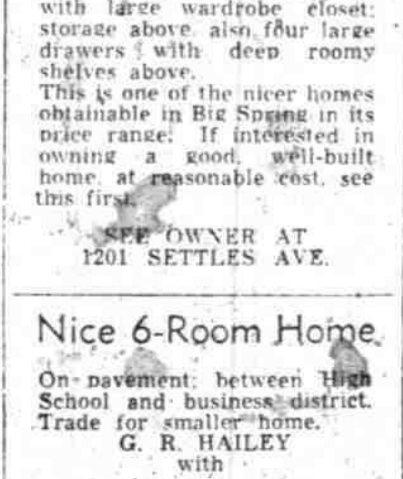 with large wardrobe closet;
storage above, also four large
drawers with deep roomy
shelves above.
This is one of the nicer homes
obtainable in Big Spring in its
price range. If interested in
owning a good, well-built
home, at reasonable cost, see
this first.
SEE OWNER AT
1201 SETTLES AVE.
Nice 6-Room Home
On pavement; between High
School and business district.
Trade for smaller home.
G. R. HAILEY
with